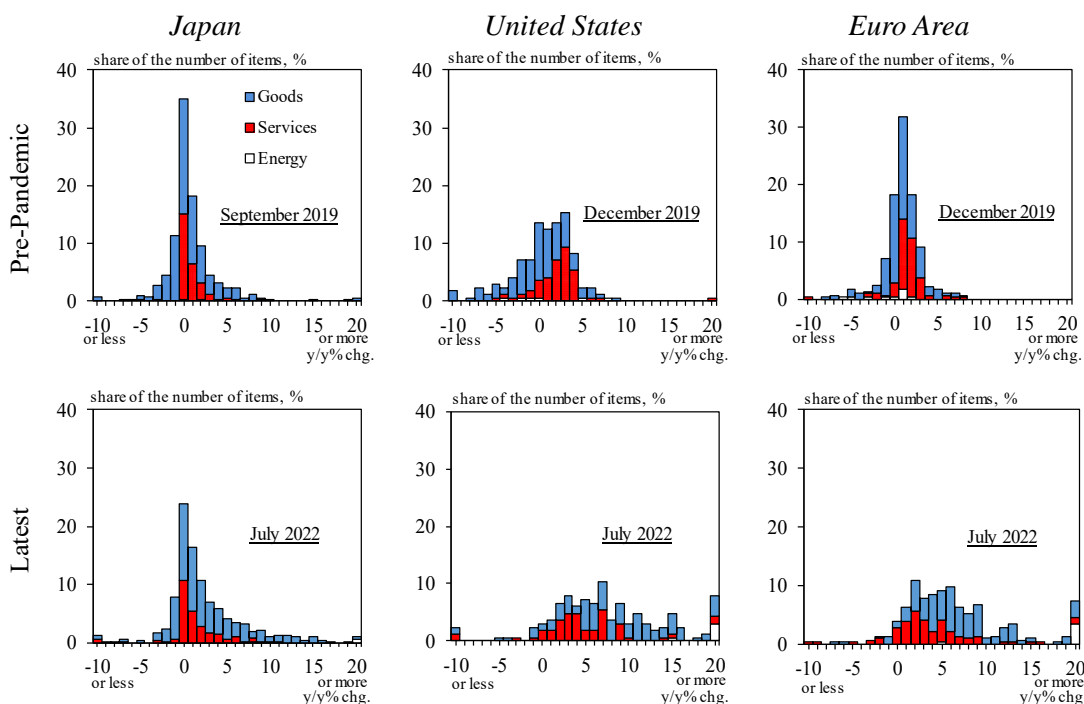 Japan
United States
Euro Area
Pre-Pandemic
share of the number of items, %
40
30
20
10
0
Goods
Services
Energy
September 2019
-10 -5 0 5 10 15 20
or less
or more
y/y% chg.
share of the number of items, %
40
30
20
10
0
December 2019
-10 -5 0 5 10 15 20
or less
or more
y/y% chg.
share of the number of items, %
40
30
20
10
0
December 2019
-10 -5 0 5 10 15 20
or less
or more
y/y% chg.
Latest
share of the number of items, %
40
30
20
10
0
July 2022
-10 -5 0 5 10 15 20
or less
or more
y/y% chg.
share of the number of items, %
40
30
20
10
0
July 2022
-10 -5 0 5 10 15 20
or less
or more
y/y% chg.
share of the number of items, %
40
30
20
10
0
July 2022
-10 -5 0 5 10 15 20
or less
or more
y/y% chg.